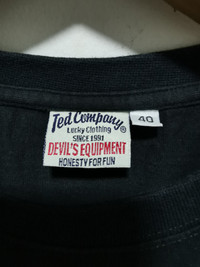 Ted Company®
Lucky Clothing
SINCE 1991
DEVIL'S EQUIPMENT
HONESTY FOR FUN
40